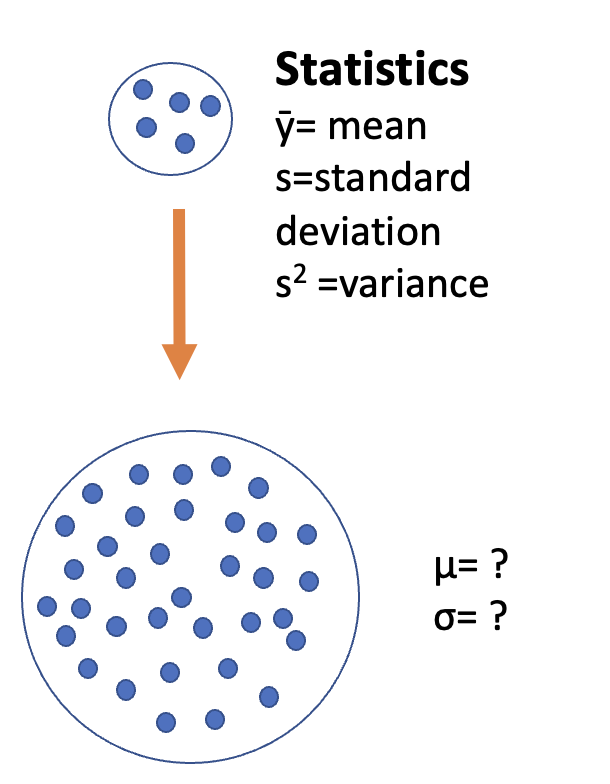 Statistics
ȳ= mean
s=standard
deviation
s² =variance
μ= ?
σ= ?